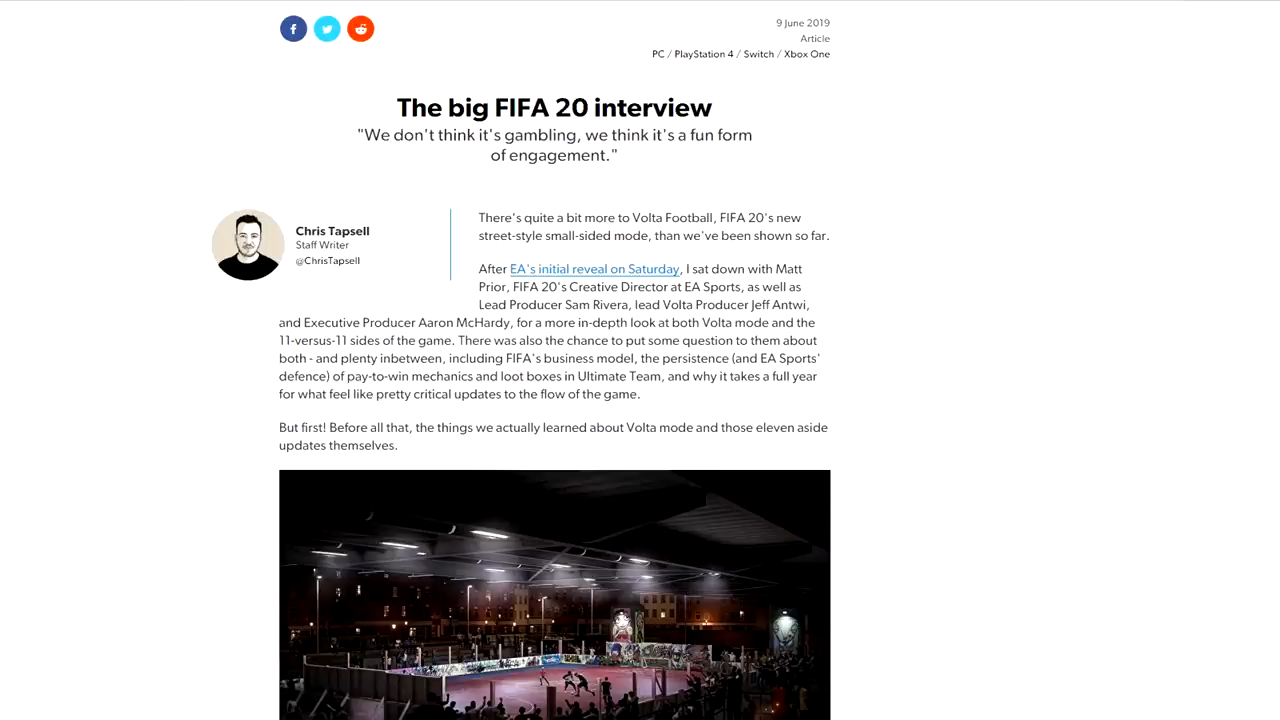 9 June 2019
Article
PC / PlayStation 4 / Switch / Xbox One
The big FIFA 20 interview
"We don't think it's gambling, we think it's a fun form
of engagement."
Chris Tapsell
Staff Writer
@ChrisTapsell
There's quite a bit more to Volta Football, FIFA 20's new
street-style small-sided mode, than we've been shown so far.
After EA's initial reveal on Saturday, I sat down with Matt
Prior, FIFA 20's Creative Director at EA Sports, as well as
Lead Producer Sam Rivera, lead Volta Producer Jeff Antwi,
and Executive Producer Aaron McHardy, for a more in-depth look at both Volta mode and the
11-versus-11 sides of the game. There was also the chance to put some question to them about
both - and plenty inbetween, including FIFA's business model, the persistence (and EA Sports'
defence) of pay-to-win mechanics and loot boxes in Ultimate Team, and why it takes a full year
for what feel like pretty critical updates to the flow of the game.
But first! Before all that, the things we actually learned about Volta mode and those eleven aside
updates themselves.